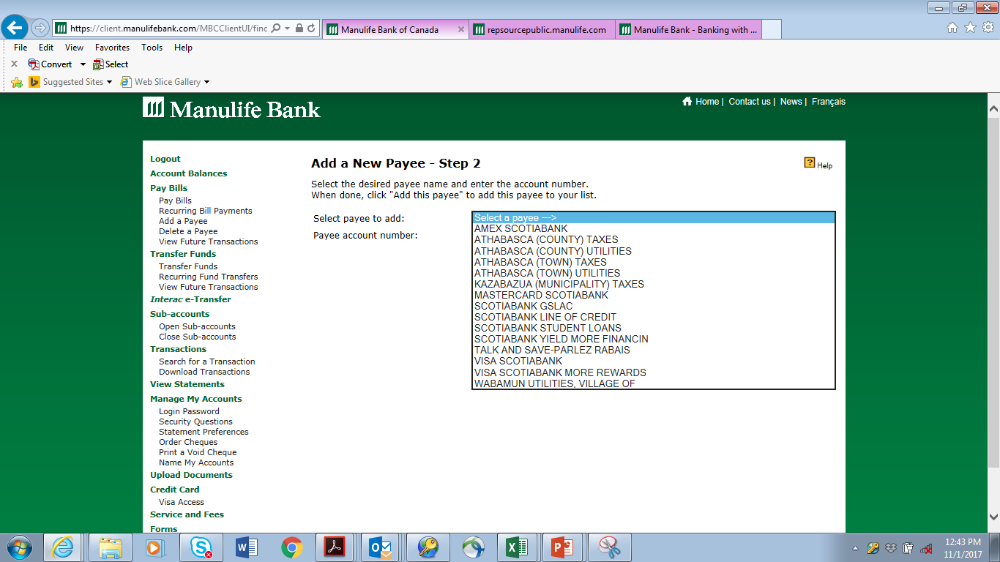 https://client.manulifebank.com/MBCClientUI/finc
Manulife Bank of Canada
repsourcepublic.manulife.com
Manulife Bank - Banking with ...
File Edit View Favorites Tools Help
x Convert Select
Suggested Sites Web Slice Gallery
Manulife Bank
Home | Contact us | News | Français
Logout
Account Balances
Pay Bills
Pay Bills
Recurring Bill Payments
Add a Payee
Delete a Payee
View Future Transactions
Transfer Funds
Transfer Funds
Recurring Fund Transfers
View Future Transactions
Interac e-Transfer
Sub-accounts
Open Sub-accounts
Close Sub-accounts
Transactions
Search for a Transaction
Download Transactions
View Statements
Manage My Accounts
Login Password
Security Questions
Statement Preferences
Order Cheques
Print a Void Cheque
Name My Accounts
Upload Documents
Credit Card
Visa Access
Service and Fees
Forms
Add a New Payee - Step 2
? Help
Select the desired payee name and enter the account number.
When done, click "Add this payee" to add this payee to your list.
Select payee to add:
Payee account number:
Select a payee --->
AMEX SCOTIABANK
ATHABASCA (COUNTY) TAXES
ATHABASCA (COUNTY) UTILITIES
ATHABASCA (TOWN) TAXES
ATHABASCA (TOWN) UTILITIES
KAZABAZUA (MUNICIPALITY) TAXES
MASTERCARD SCOTIABANK
SCOTIABANK GSLAC
SCOTIABANK LINE OF CREDIT
SCOTIABANK STUDENT LOANS
SCOTIABANK YIELD MORE FINANCIN
TALK AND SAVE-PARLEZ RABAIS
VISA SCOTIABANK
VISA SCOTIABANK MORE REWARDS
WABAMUN UTILITIES, VILLAGE OF
12:43 PM
11/1/2017